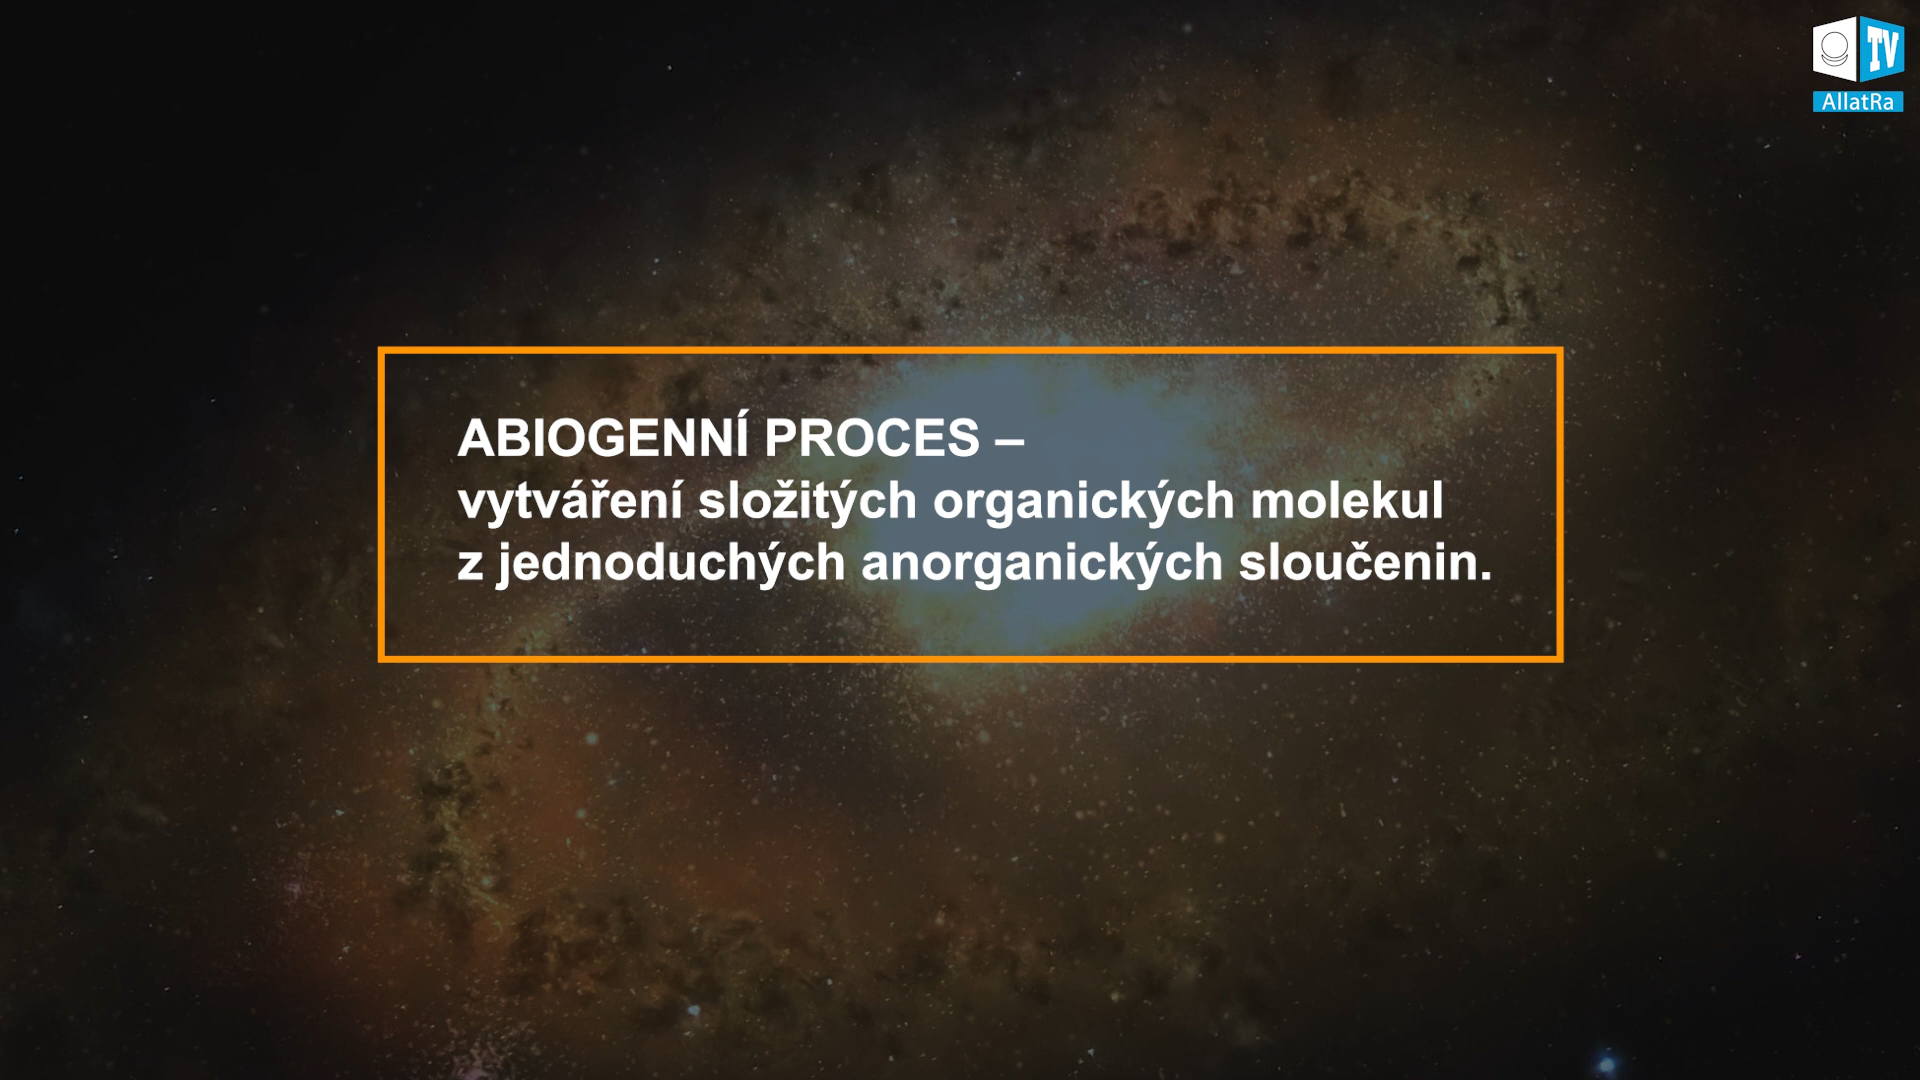 TV
AllatRa
ABIOGENNÍ PROCES –
vytváření složitých organických molekul
z jednoduchých anorganických sloučenin.